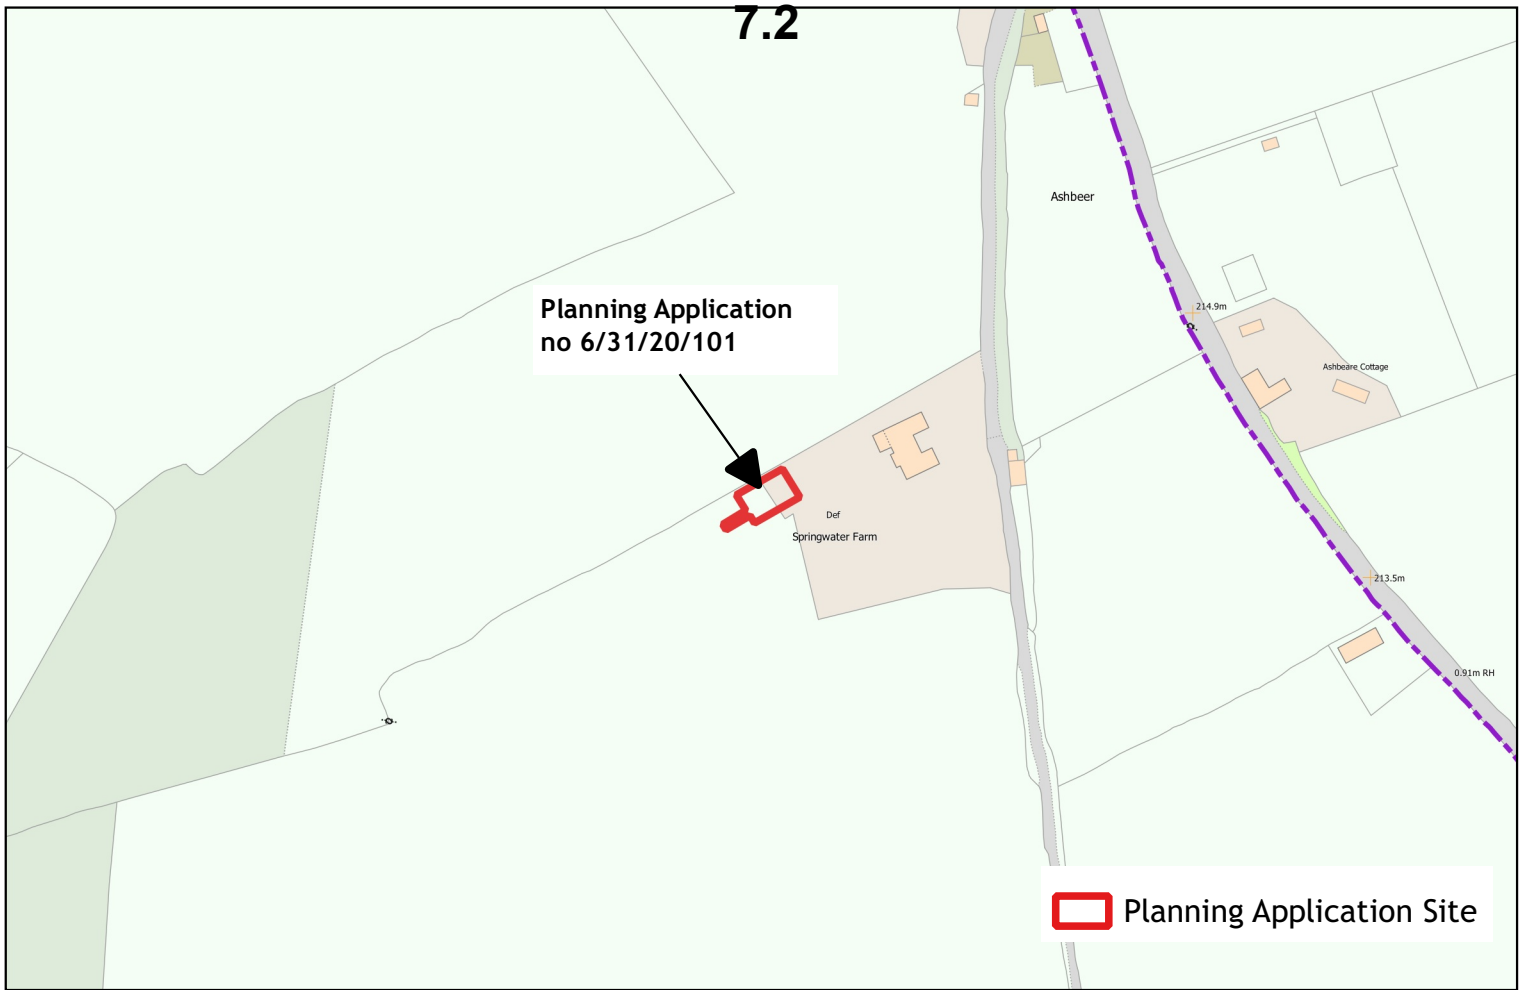 7.2
Ashbeer
Planning Application
no 6/31/20/101
214.9m
Ashbeare Cottage
Def
Springwater Farm
213.5m
0.91m RH
Planning Application Site